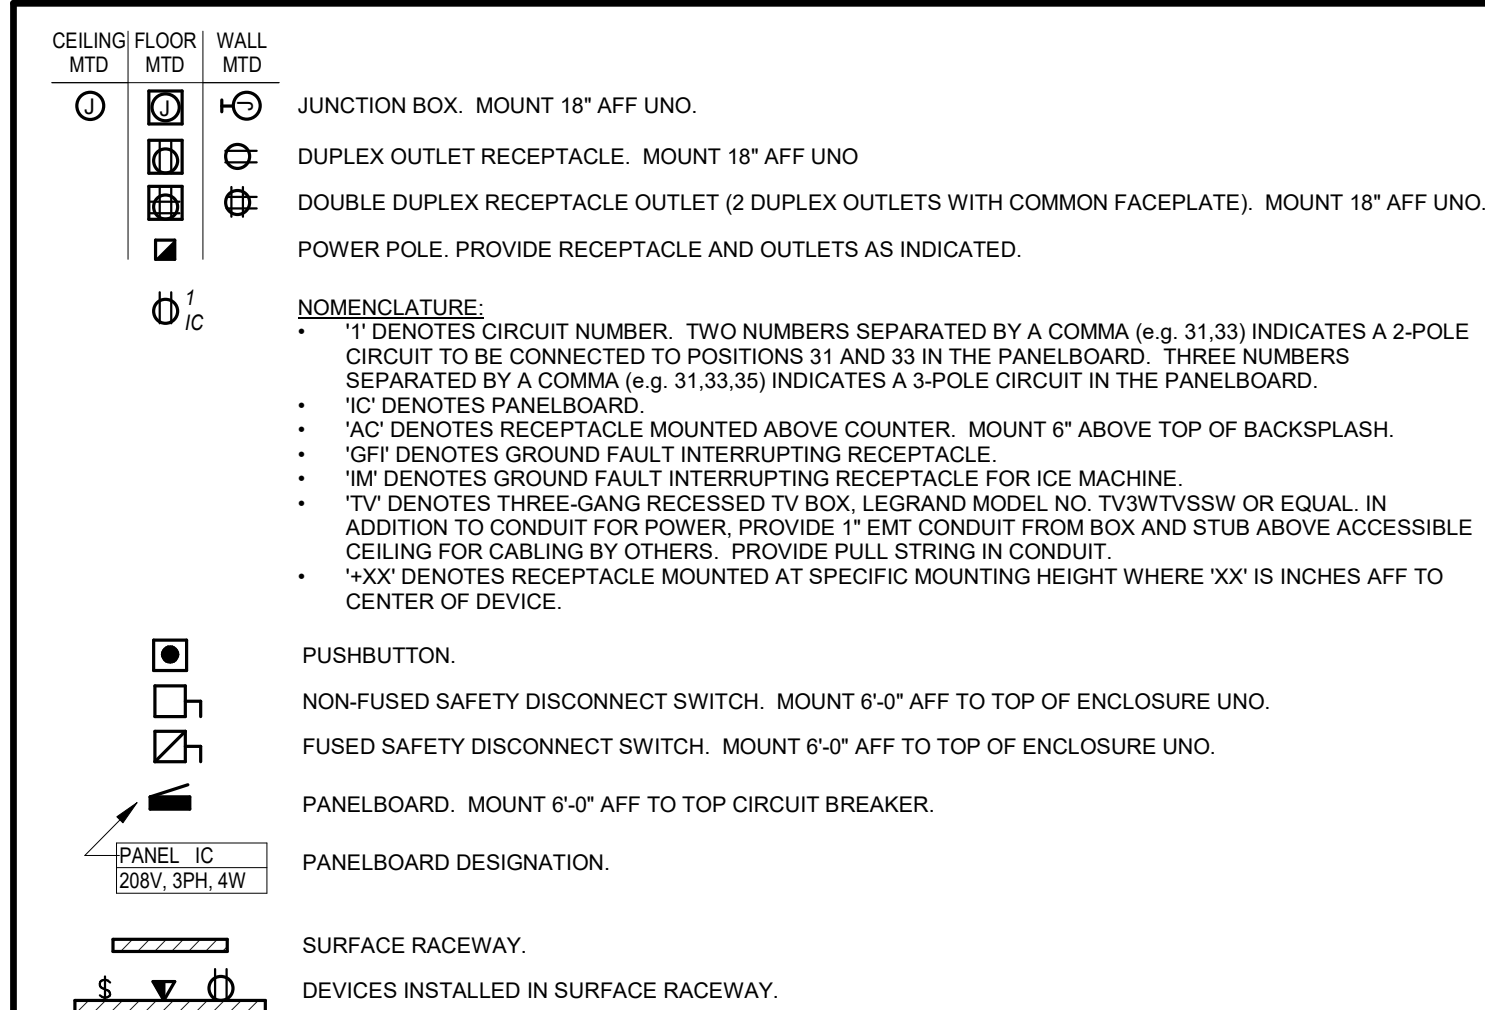 CEILING FLOOR WALL
MTD MTD MTD
J J J JUNCTION BOX. MOUNT 18" AFF UNO.
DUPLEX OUTLET RECEPTACLE. MOUNT 18" AFF UNO
DOUBLE DUPLEX RECEPTACLE OUTLET (2 DUPLEX OUTLETS WITH COMMON FACEPLATE). MOUNT 18" AFF UNO.
POWER POLE. PROVIDE RECEPTACLE AND OUTLETS AS INDICATED.
1
IC
NOMENCLATURE:
• '1' DENOTES CIRCUIT NUMBER. TWO NUMBERS SEPARATED BY A COMMA (e.g. 31,33) INDICATES A 2-POLE
CIRCUIT TO BE CONNECTED TO POSITIONS 31 AND 33 IN THE PANELBOARD. THREE NUMBERS
SEPARATED BY A COMMA (e.g. 31,33,35) INDICATES A 3-POLE CIRCUIT IN THE PANELBOARD.
• 'IC' DENOTES PANELBOARD.
• 'AC' DENOTES RECEPTACLE MOUNTED ABOVE COUNTER. MOUNT 6" ABOVE TOP OF BACKSPLASH.
• 'GFI' DENOTES GROUND FAULT INTERRUPTING RECEPTACLE.
• 'IM' DENOTES GROUND FAULT INTERRUPTING RECEPTACLE FOR ICE MACHINE.
• 'TV' DENOTES THREE-GANG RECESSED TV BOX, LEGRAND MODEL NO. TV3WTVSSW OR EQUAL. IN
ADDITION TO CONDUIT FOR POWER, PROVIDE 1" EMT CONDUIT FROM BOX AND STUB ABOVE ACCESSIBLE
CEILING FOR CABLING BY OTHERS. PROVIDE PULL STRING IN CONDUIT.
• '+XX' DENOTES RECEPTACLE MOUNTED AT SPECIFIC MOUNTING HEIGHT WHERE 'XX' IS INCHES AFF TO
CENTER OF DEVICE.
PUSHBUTTON.
NON-FUSED SAFETY DISCONNECT SWITCH. MOUNT 6'-0" AFF TO TOP OF ENCLOSURE UNO.
FUSED SAFETY DISCONNECT SWITCH. MOUNT 6'-0" AFF TO TOP OF ENCLOSURE UNO.
PANELBOARD. MOUNT 6'-0" AFF TO TOP CIRCUIT BREAKER.
PANEL IC
208V, 3PH, 4W
PANELBOARD DESIGNATION.
SURFACE RACEWAY.
$ DEVICES INSTALLED IN SURFACE RACEWAY.